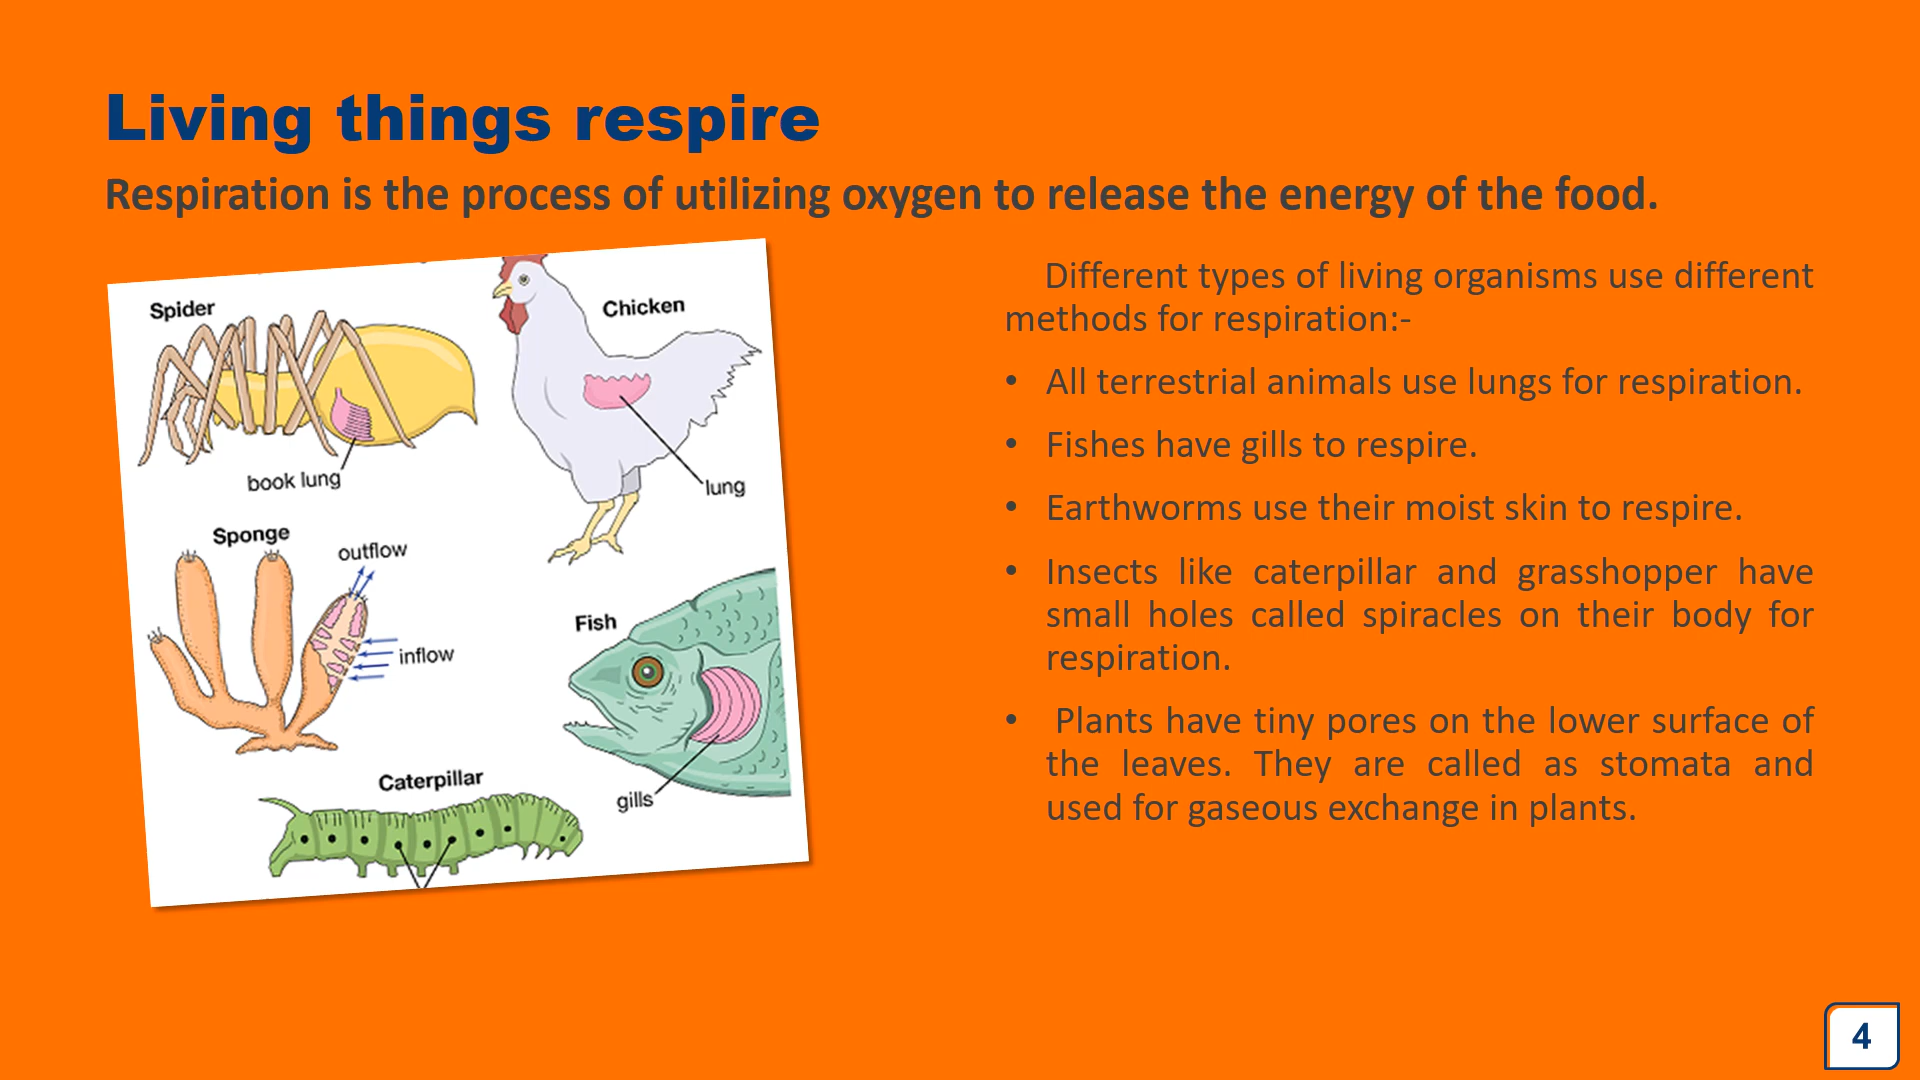 Living things respire
Respiration is the process of utilizing oxygen to release the energy of the food.
Spider
book lung
Chicken
lung
Sponge
outflow
inflow
Fish
gills
Caterpillar
Different types of living organisms use different
methods for respiration:-
• All terrestrial animals use lungs for respiration.
• Fishes have gills to respire.
• Earthworms use their moist skin to respire.
• Insects like caterpillar and grasshopper have
small holes called spiracles on their body for
respiration.
• Plants have tiny pores on the lower surface of
the leaves. They are called as stomata and
used for gaseous exchange in plants.
4